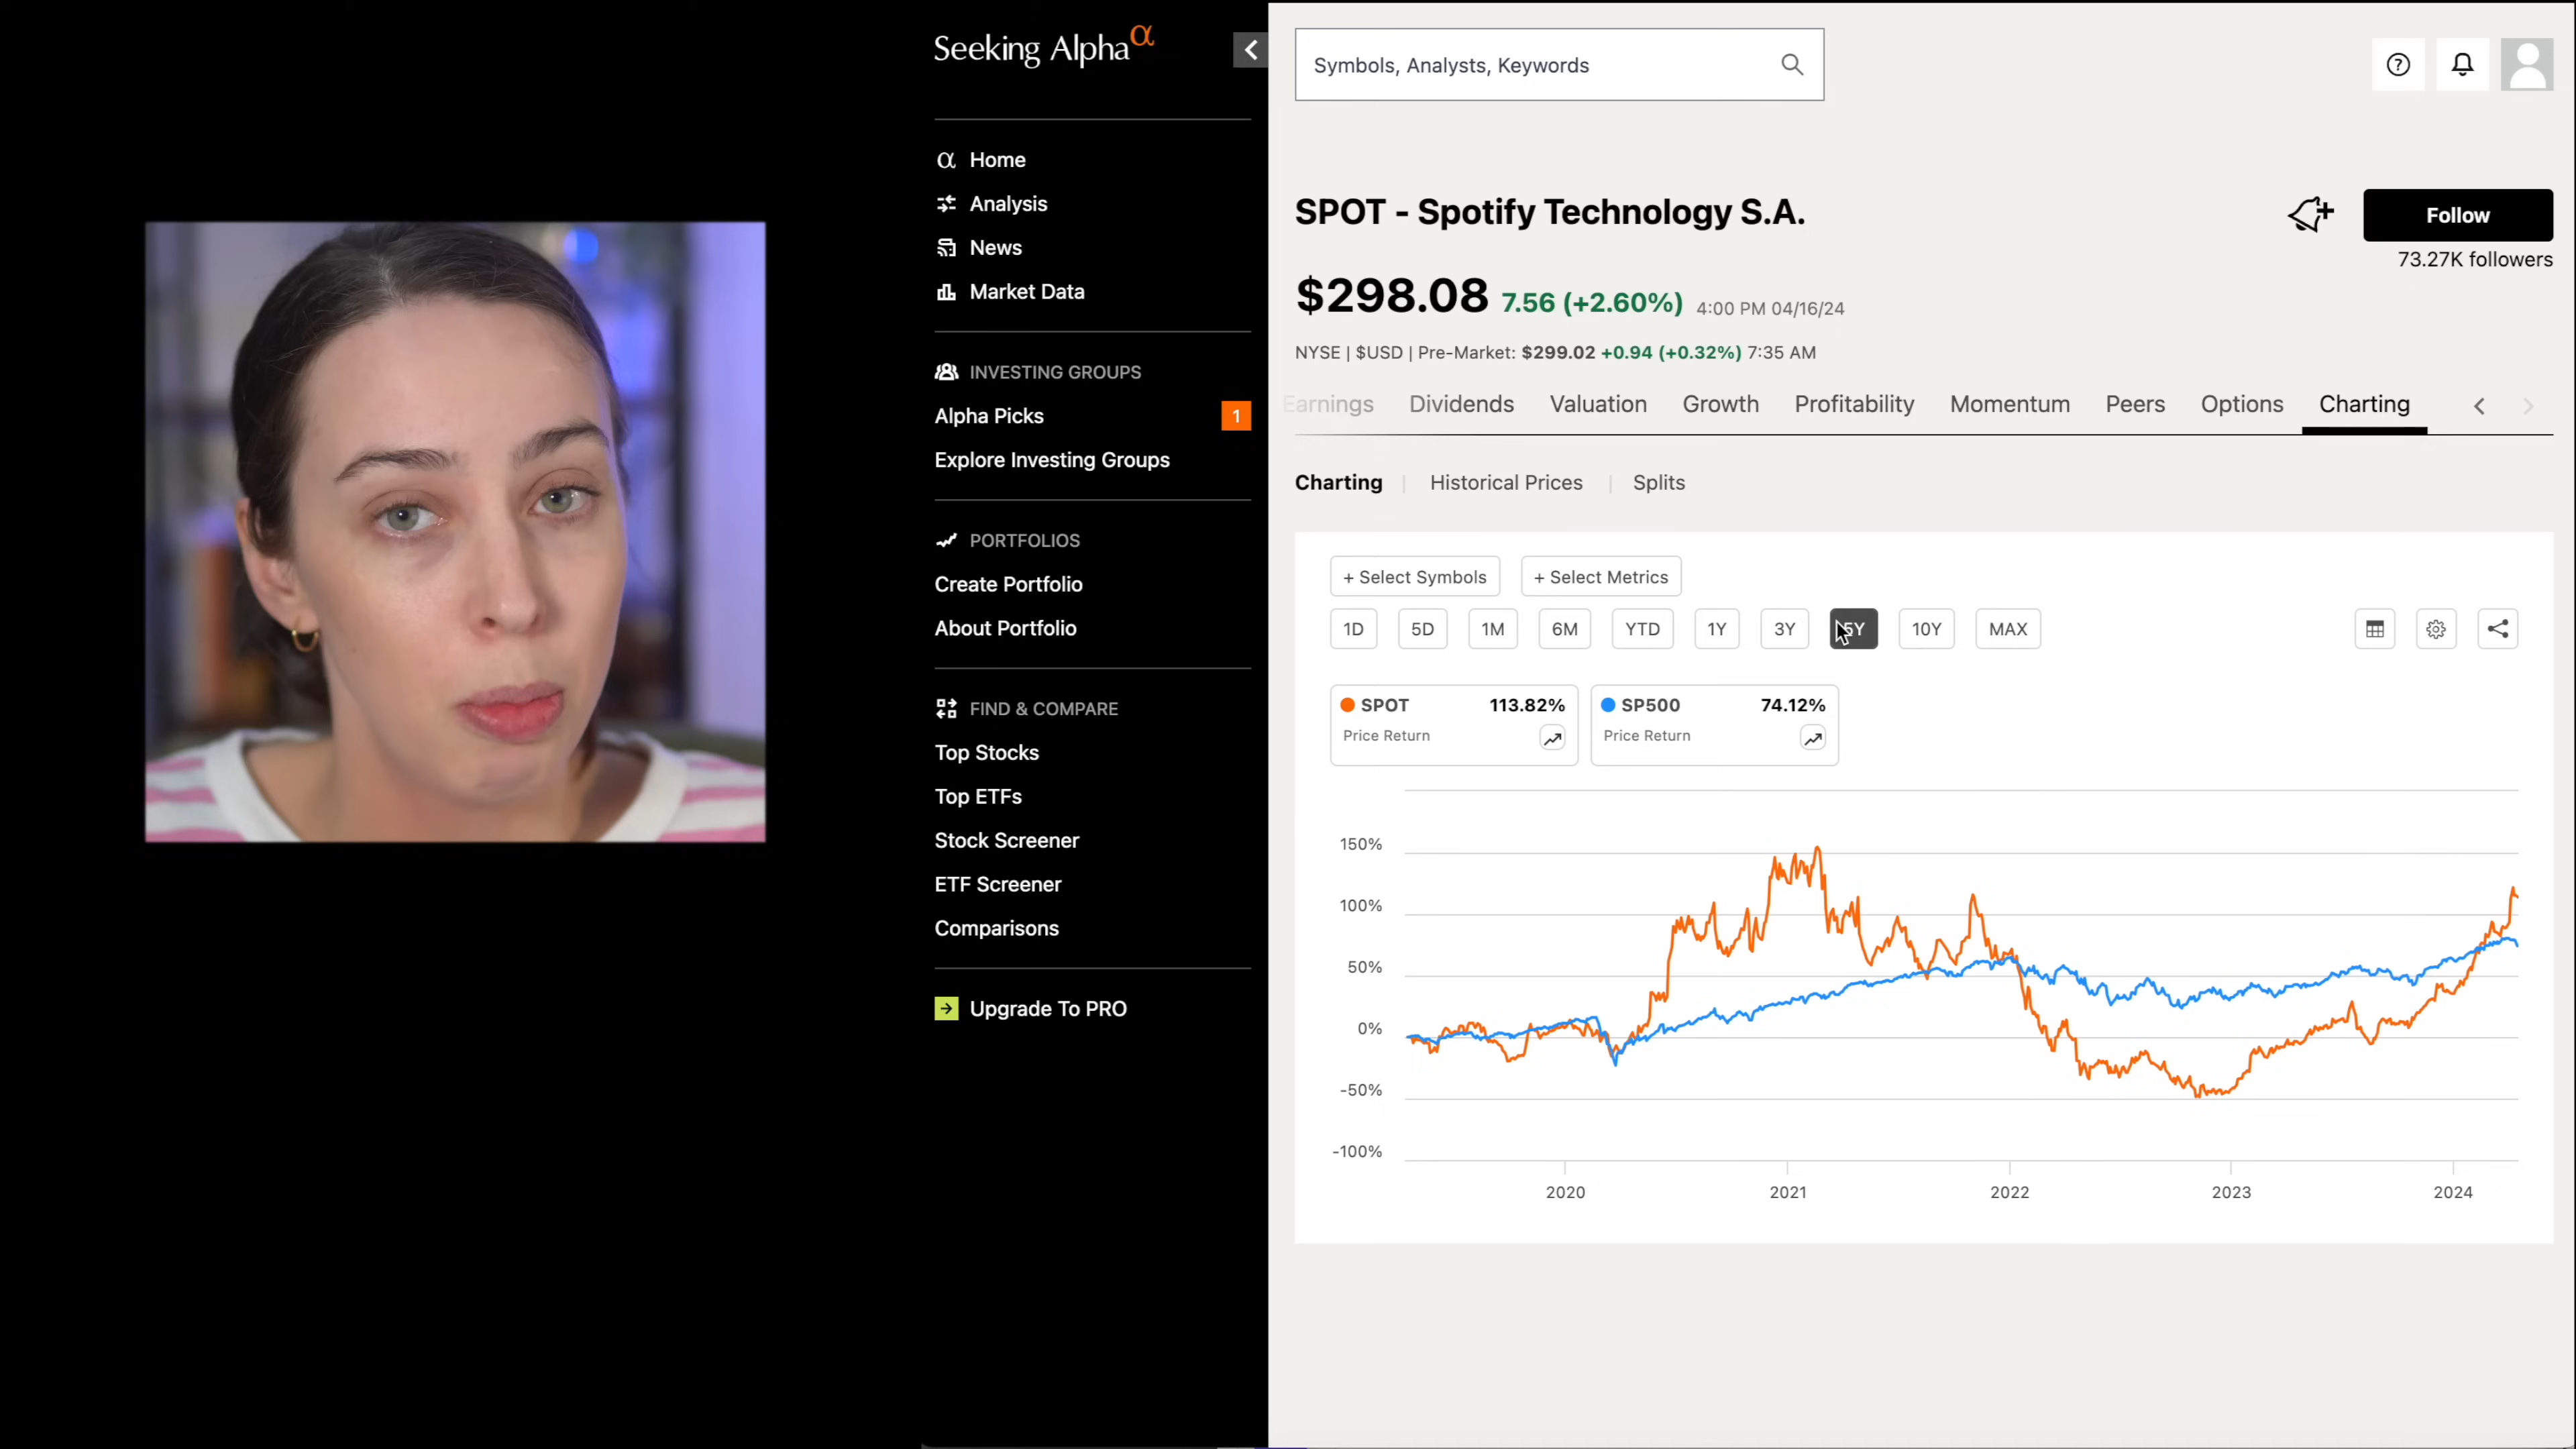 Seeking Alpha α
Home
Analysis
News
Market Data
INVESTING GROUPS
Alpha Picks 1
Explore Investing Groups
PORTFOLIOS
Create Portfolio
About Portfolio
FIND & COMPARE
Top Stocks
Top ETFs
Stock Screener
ETF Screener
Comparisons
Upgrade To PRO
Symbols, Analysts, Keywords
SPOT - Spotify Technology S.A.
Follow
73.27K followers
$298.08 7.56 (+2.60%) 4:00 PM 04/16/24
NYSE | $USD | Pre-Market: $299.02 +0.94 (+0.32%) 7:35 AM
Earnings Dividends Valuation Growth Profitability Momentum Peers Options Charting
Charting | Historical Prices | Splits
+ Select Symbols + Select Metrics
1D 5D 1M 6M YTD 1Y 3Y 5Y 10Y MAX
SPOT 113.82% SP500 74.12%
Price Return Price Return
150%
100%
50%
0%
-50%
-100%
2020 2021 2022 2023 2024